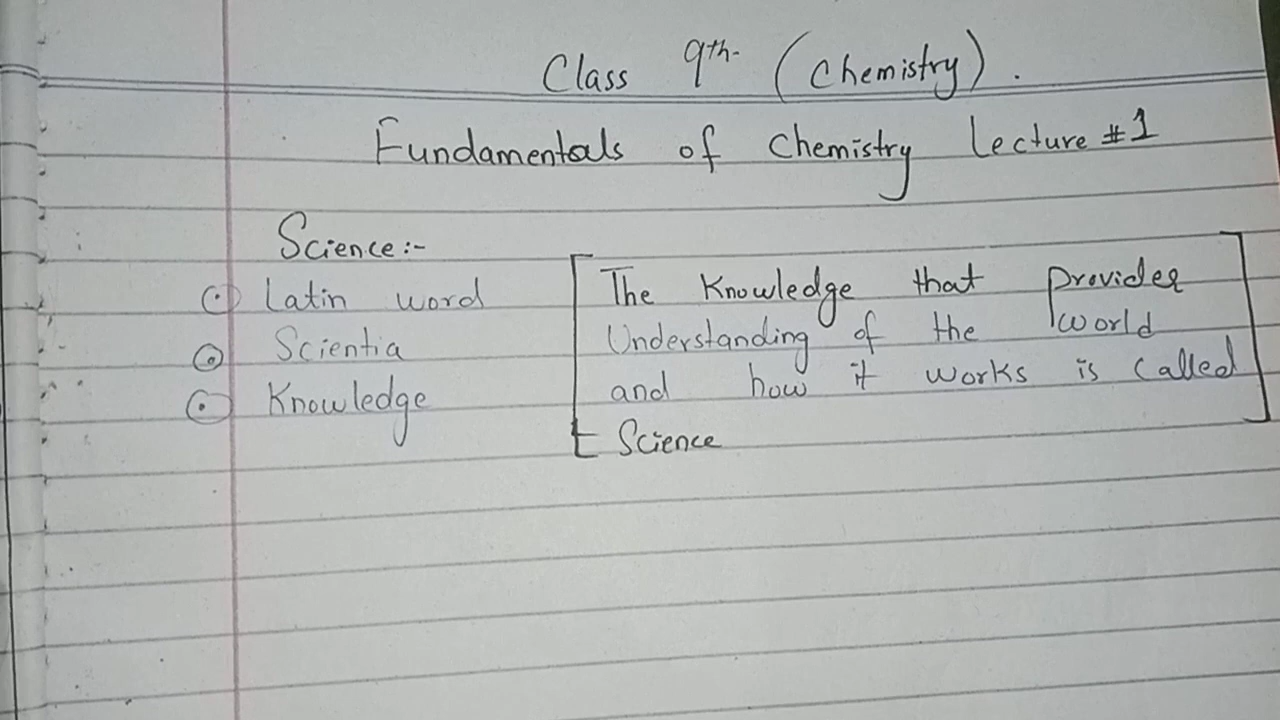 Class 9th. (Chemistry).
Fundamentals of Chemistry Lecture #1
Science:-
Latin word
Scientia
Knowledge
The Knowledge that provides
Understanding of the world
and how it works is Called
Science